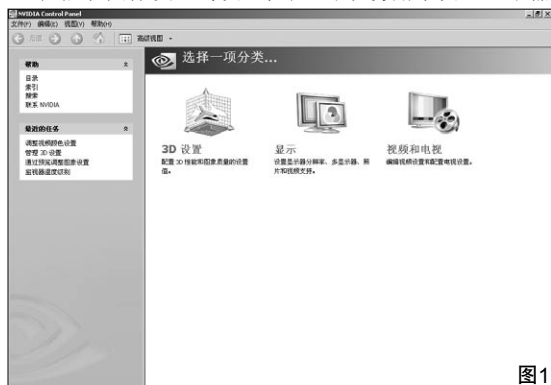 NVIDIA Control Panel
文件(F) 编辑(E) 视图(V) 帮助(H)
后退
高级视图
帮助
目录
索引
搜索
联系 NVIDIA
最近的任务
调整视频颜色设置
管理 3D 设置
通过预览调整图象设置
监视器温度级别
选择一项分类...
3D 设置
配置 3D 性能和图象质量的设置值。
显示
设置显示器分辨率、多显示器、照片和视频支持。
视频和电视
编辑视频设置和配置电视设置。
图1